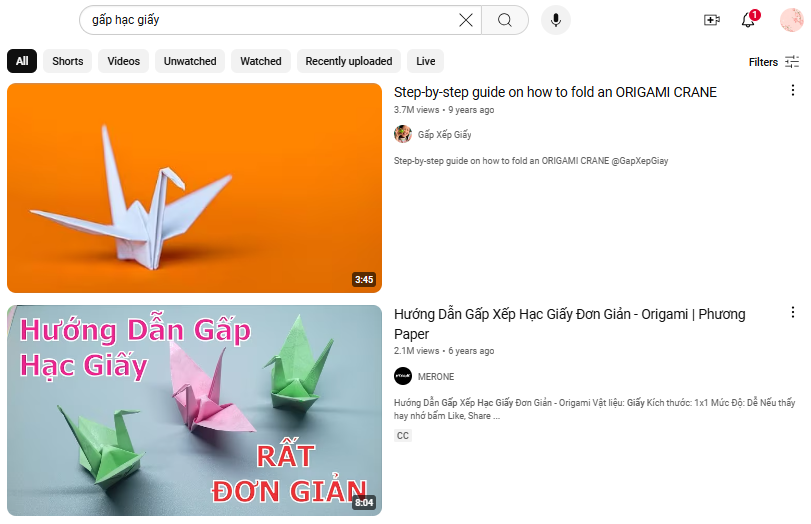 gấp hạc giấy
1
All
Shorts
Videos
Unwatched
Watched
Recently uploaded
Live
Filters
3:45
Step-by-step guide on how to fold an ORIGAMI CRANE
3.7M views • 9 years ago
Gấp Xếp Giấy
Step-by-step guide on how to fold an ORIGAMI CRANE @GapXepGiay
Hướng Dẫn Gấp
Hạc Giấy
RẤT
ĐƠN GIẢN
8:04
Hướng Dẫn Gấp Xếp Hạc Giấy Đơn Giản - Origami | Phương
Paper
2.1M views • 6 years ago
MERONE
Hướng Dẫn Gấp Xếp Hạc Giấy Đơn Giản - Origami Vật liệu: Giấy Kích thước: 1x1 Mức Độ: Dễ Nếu thấy
hay nhớ bấm Like, Share ...
CC